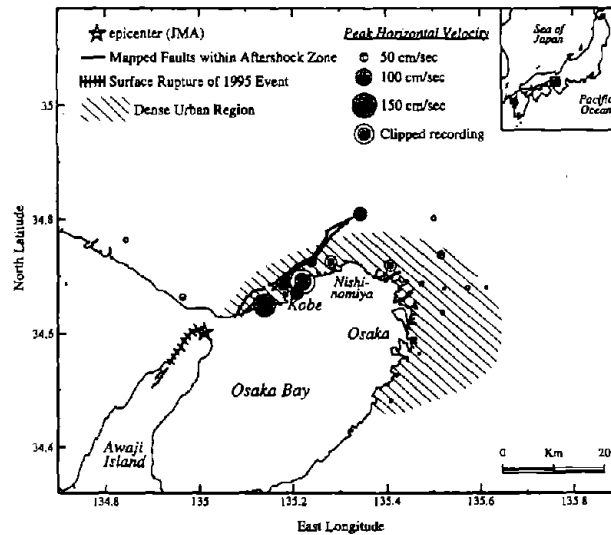 epicenter (JMA)
Mapped Faults within Aftershock Zone
Surface Rupture of 1995 Event
Dense Urban Region
Peak Horizontal Velocity
50 cm/sec
100 cm/sec
150 cm/sec
Clipped recording
Sea of
Japan
Pacific
Ocean
35
34.8
34.6
34.4
North Latitude
Nishi-
nomiya
Kobe
Osaka
Osaka Bay
Awaji
Island
0 Km 20
134.8 135 135.2 135.4 135.6 135.8
East Longitude